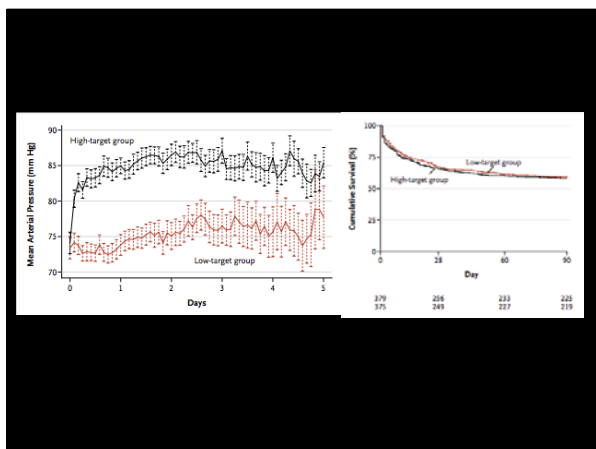 Mean Arterial Pressure (mm Hg)
90
85
80
75
70
High-target group
Low-target group
0
1
2
3
4
5
Days
Cumulative Survival (%)
100
75
50
25
0
Low-target group
High-target group
0
28
60
90
Day
379 256 233 225
375 249 227 219